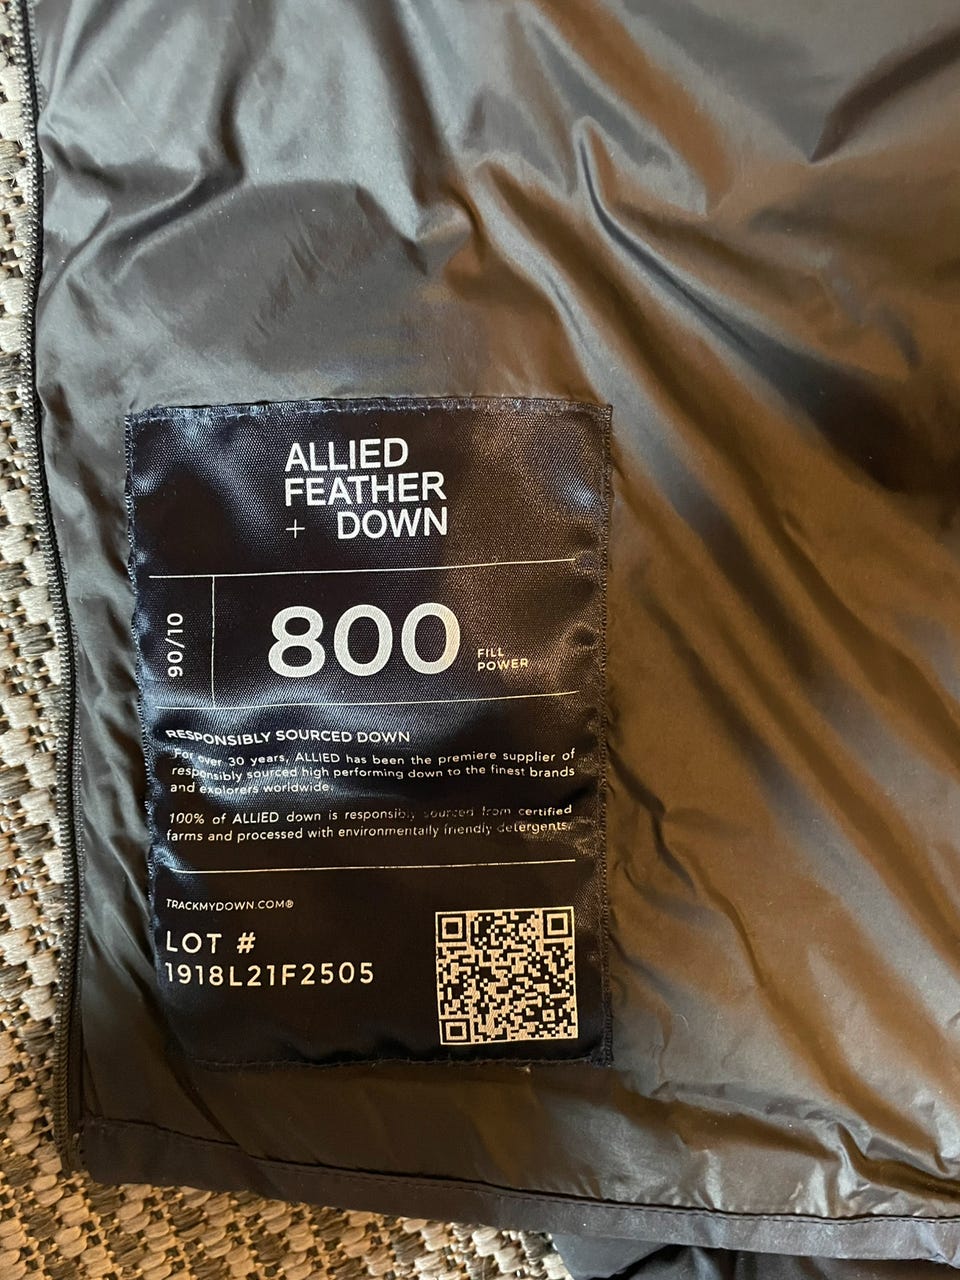 ALLIED
FEATHER
+ DOWN
90/10
800
FILL
POWER
RESPONSIBLY SOURCED DOWN
For over 30 years, ALLIED has been the premiere supplier of
responsibly sourced high performing down to the finest brands
and explorers worldwide.
100% of ALLIED down is responsibly sourced from certified
farms and processed with environmentally friendly detergents.
TRACKMYDOWN.COM®
LOT #
1918L21F2505